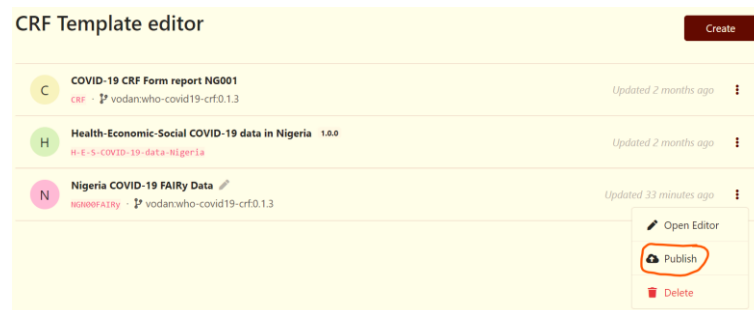 CRF Template editor
Create
C
COVID-19 CRF Form report NG001
CRF · vodan:who-covid19-crf:0.1.3
Updated 2 months ago
H
Health-Economic-Social COVID-19 data in Nigeria 1.0.0
H-E-S-COVID-19-data-Nigeria
Updated 2 months ago
N
Nigeria COVID-19 FAIRy Data
NGN00FAIRy · vodan:who-covid19-crf:0.1.3
Updated 33 minutes ago
Open Editor
Publish
Delete